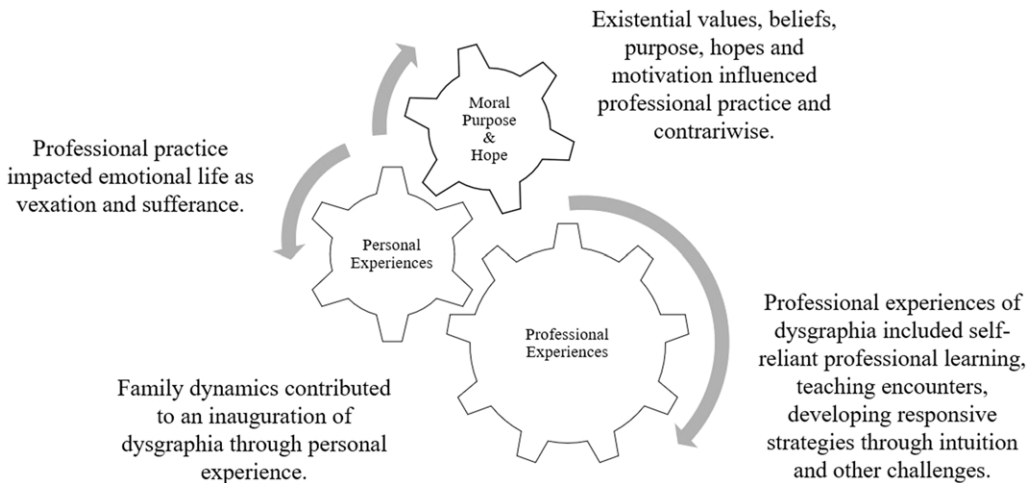 Existential values, beliefs,
purpose, hopes and
motivation influenced
professional practice and
contrariwise.
Moral
Purpose
&
Hope
Professional practice
impacted emotional life as
vexation and sufferance.
Personal
Experiences
Professional
Experiences
Professional experiences of
dysgraphia included self-
reliant professional learning,
teaching encounters,
developing responsive
strategies through intuition
and other challenges.
Family dynamics contributed
to an inauguration of
dysgraphia through personal
experience.